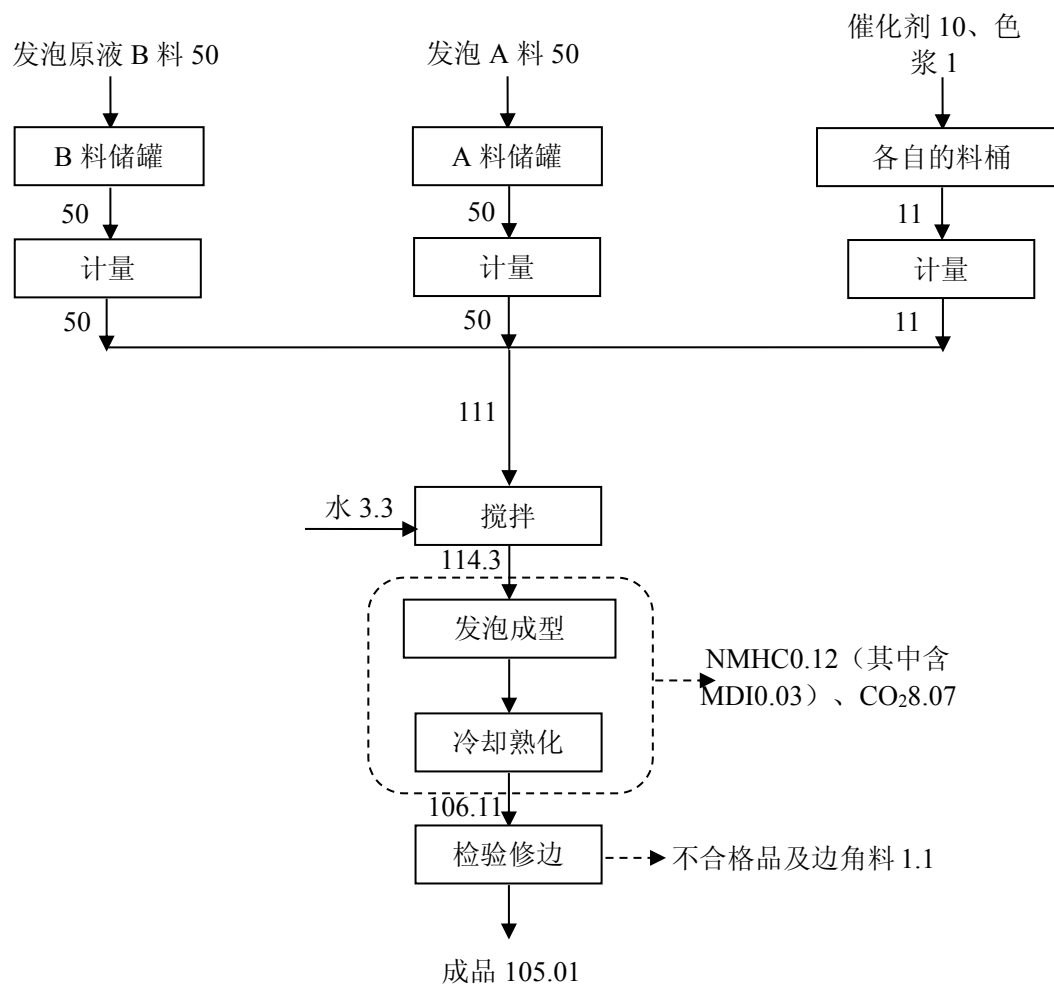 发泡原液 B 料 50
发泡 A 料 50
催化剂 10、色
浆 1
B 料储罐
A 料储罐
各自的料桶
50
50
11
计量
计量
计量
50
50
11
111
水 3.3
搅拌
114.3
发泡成型
NMHC0.12（其中含
MDI0.03）、CO₂8.07
冷却熟化
106.11
检验修边
不合格品及边角料 1.1
成品 105.01